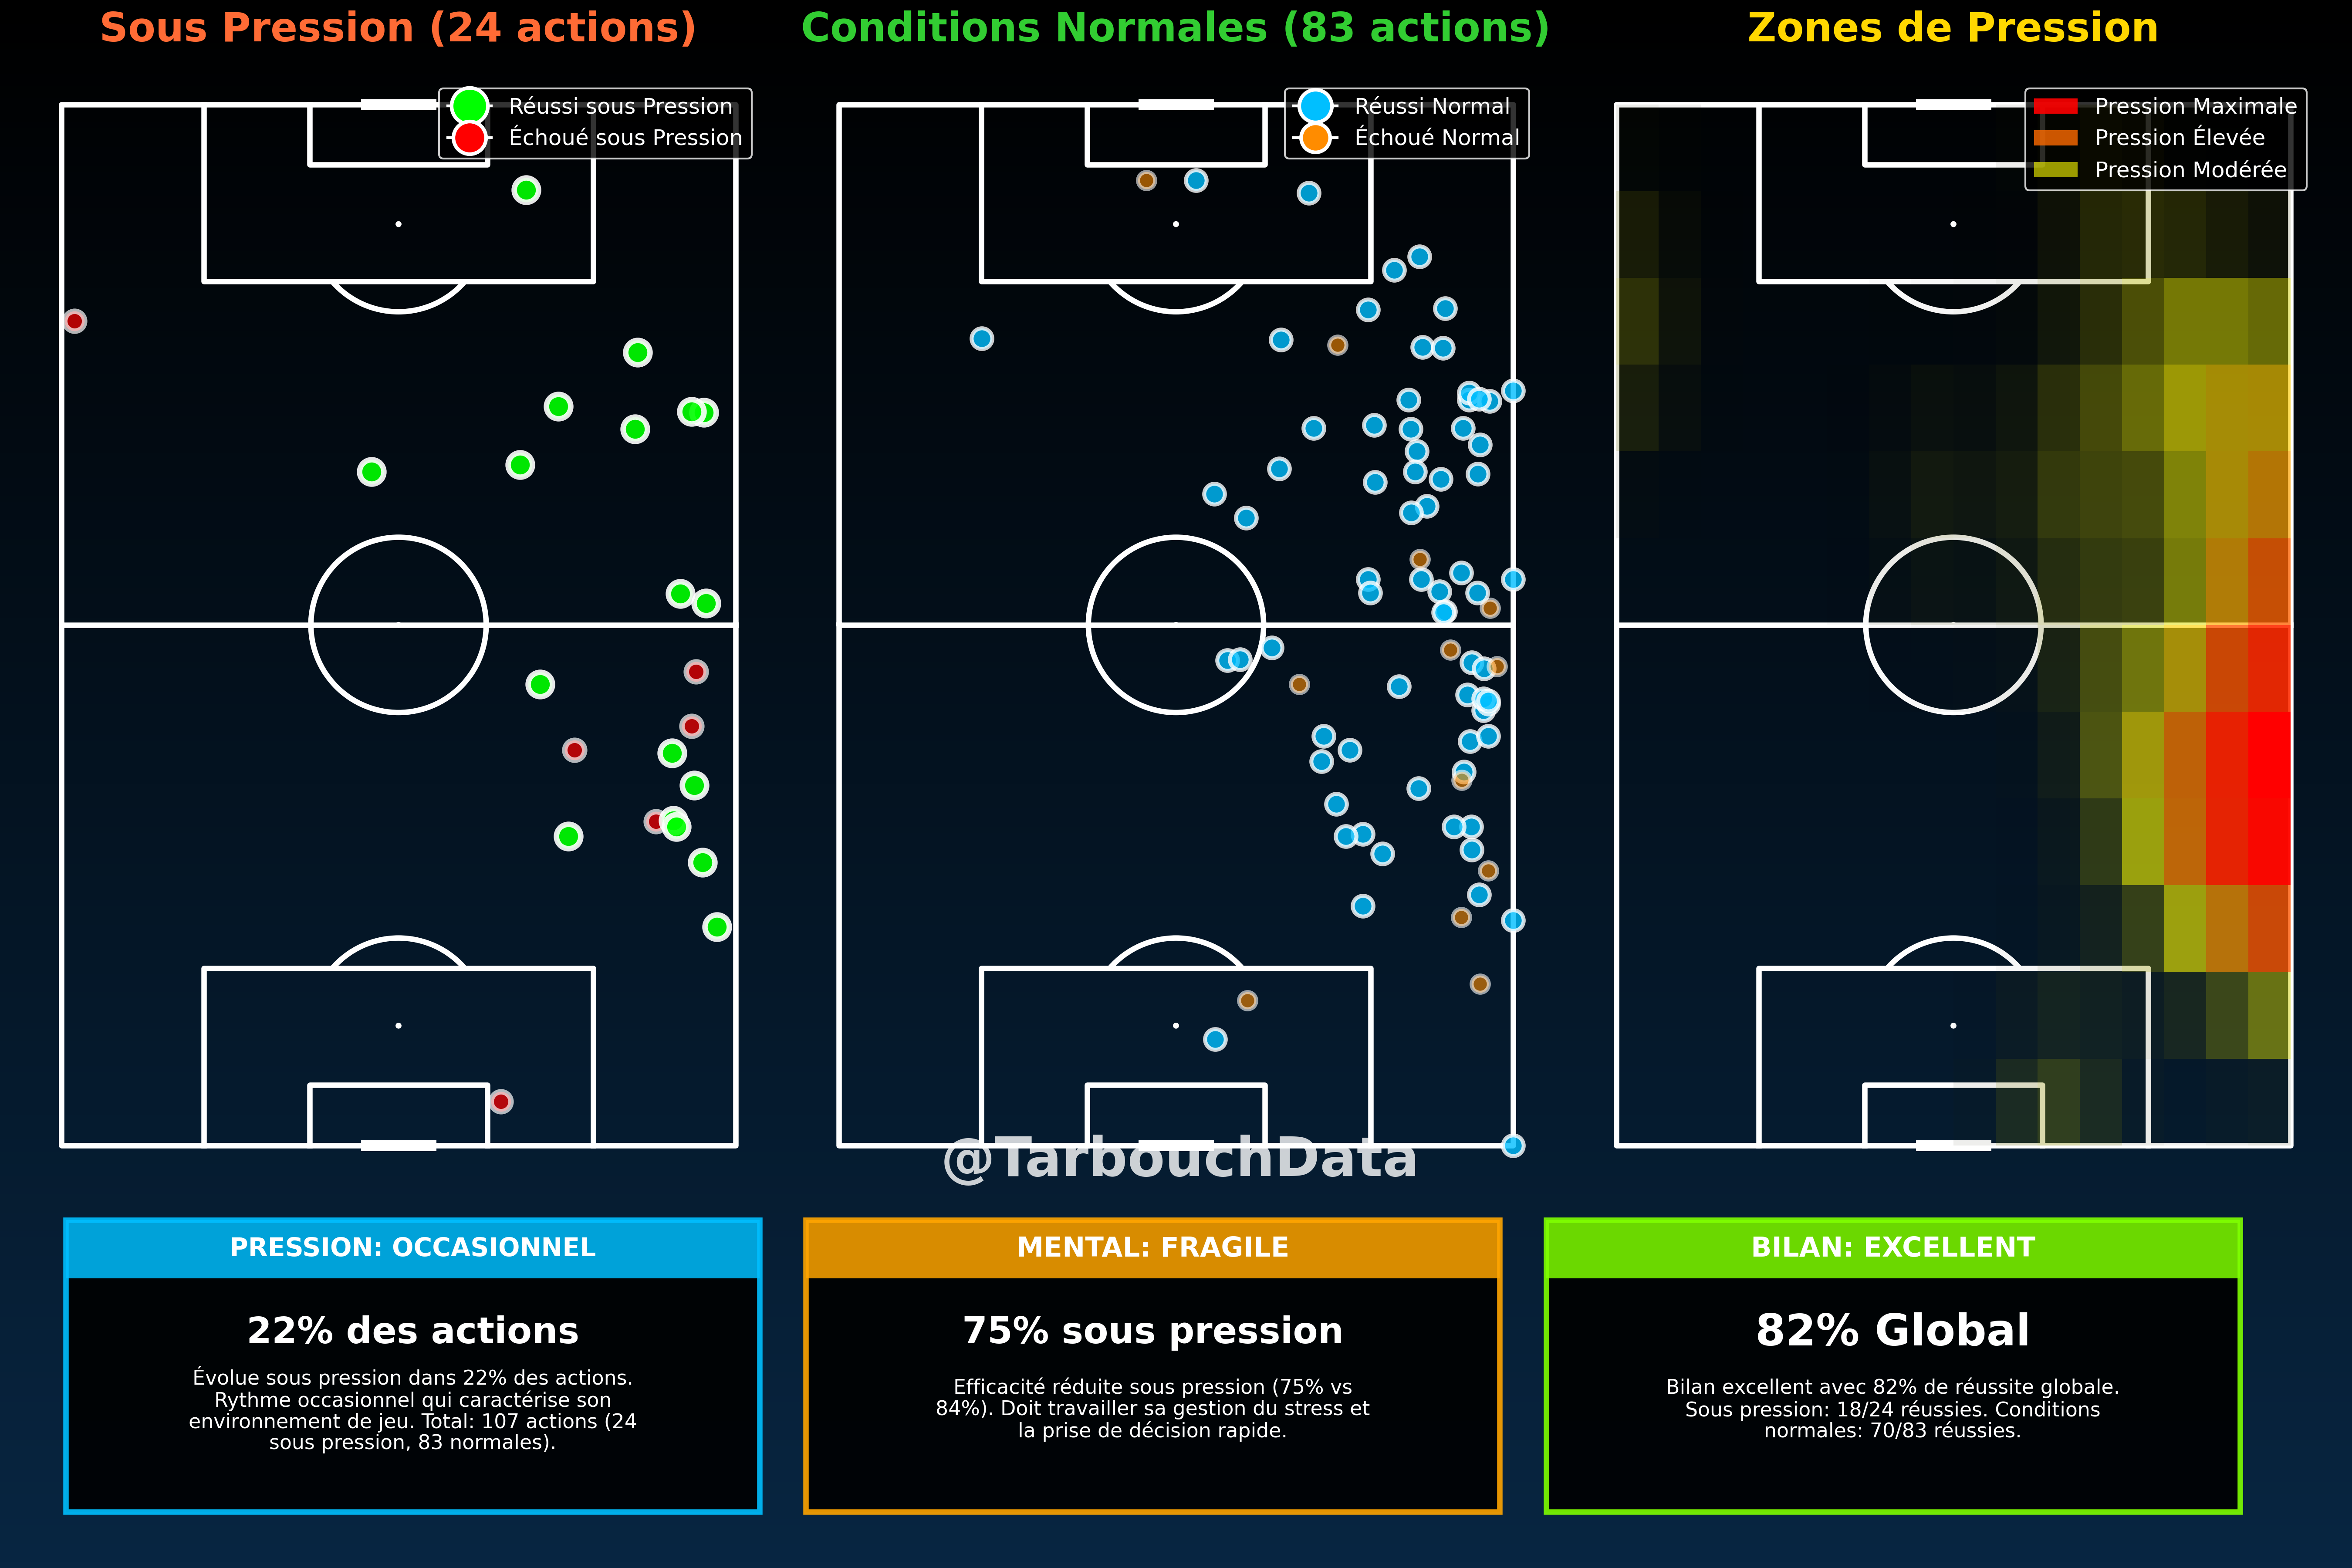 Sous Pression (24 actions)
Conditions Normales (83 actions)
Zones de Pression
Réussi sous Pression
Échoué sous Pression
Réussi Normal
Échoué Normal
Pression Maximale
Pression Élevée
Pression Modérée
@TarbouchData
PRESSION: OCCASIONNEL
22% des actions
Évolue sous pression dans 22% des actions.
Rythme occasionnel qui caractérise son
environnement de jeu. Total: 107 actions (24
sous pression, 83 normales).
MENTAL: FRAGILE
75% sous pression
Efficacité réduite sous pression (75% vs
84%). Doit travailler sa gestion du stress et
la prise de décision rapide.
BILAN: EXCELLENT
82% Global
Bilan excellent avec 82% de réussite globale.
Sous pression: 18/24 réussies. Conditions
normales: 70/83 réussies.